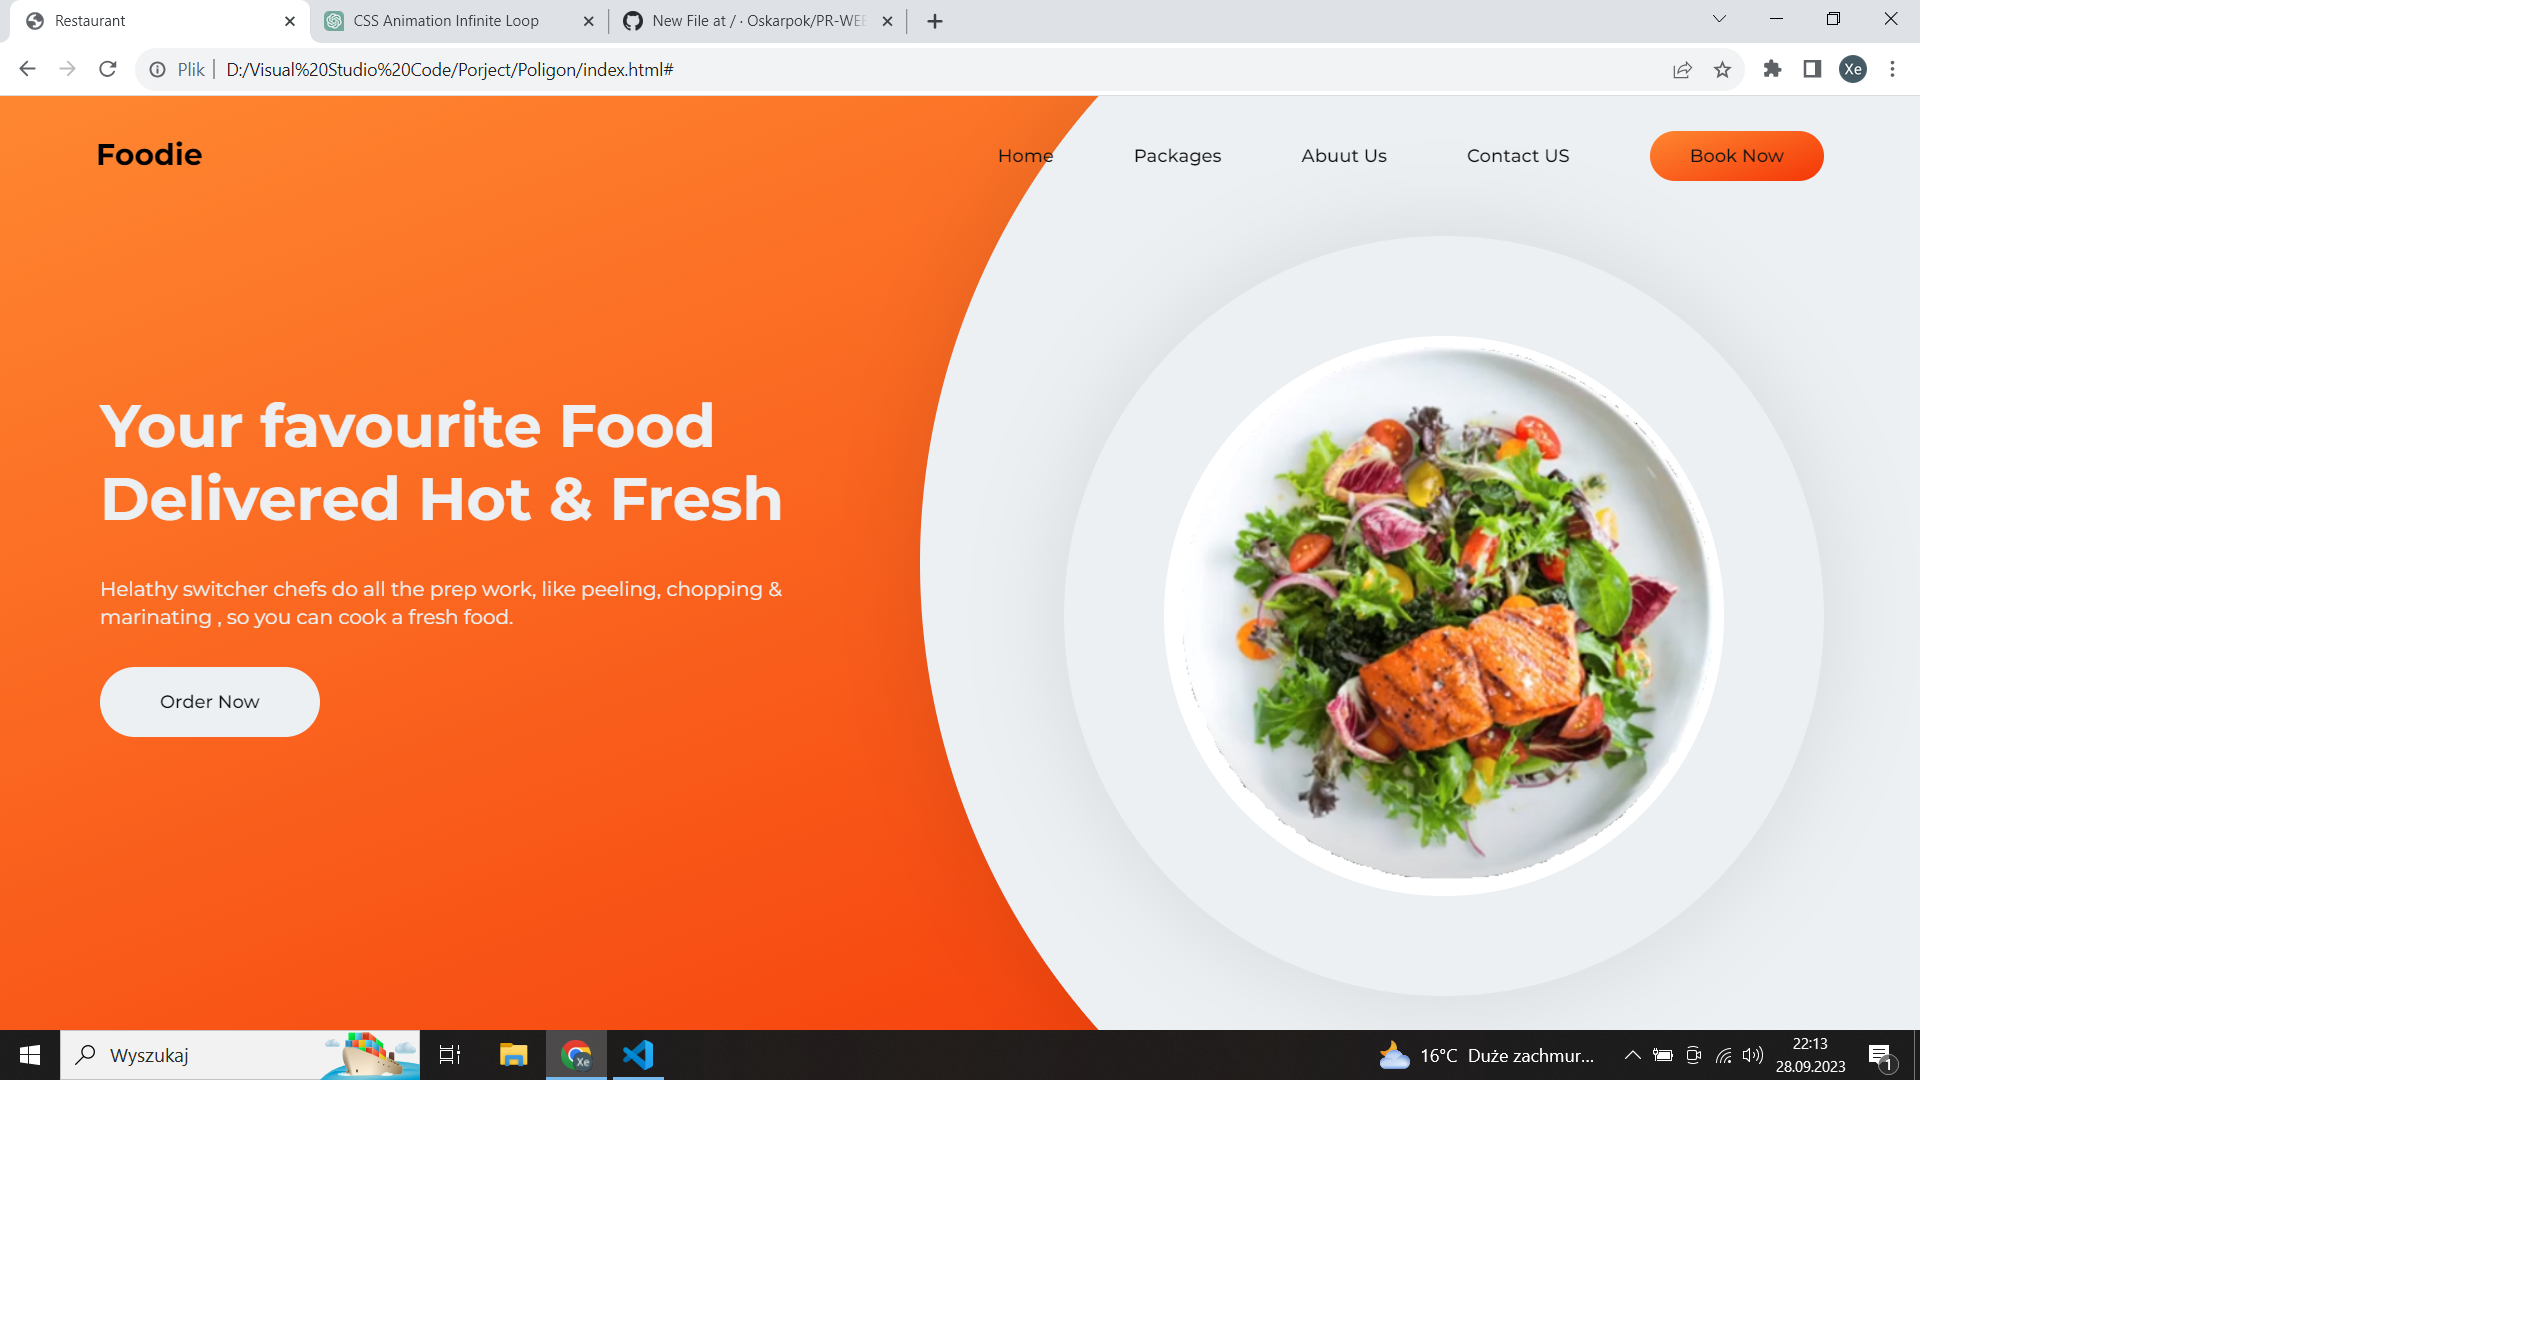 Restaurant
CSS Animation Infinite Loop
New File at / · Oskarpok/PR-WEB
Plik
D:/Visual%20Studio%20Code/Porject/Poligon/index.html#
Xe
Foodie
Home
Packages
Abuut Us
Contact US
Book Now
Your favourite Food
Delivered Hot & Fresh
Helathy switcher chefs do all the prep work, like peeling, chopping &
marinating , so you can cook a fresh food.
Order Now
Wyszukaj
Xe
16°C Duże zachmur...
22:13
28.09.2023
1